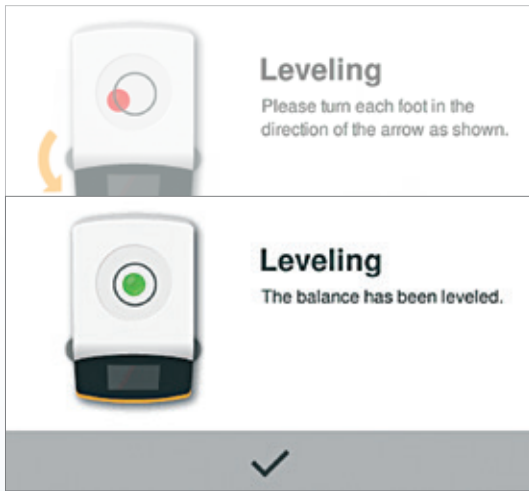 Leveling
Please turn each foot in the
direction of the arrow as shown.
Leveling
The balance has been leveled.